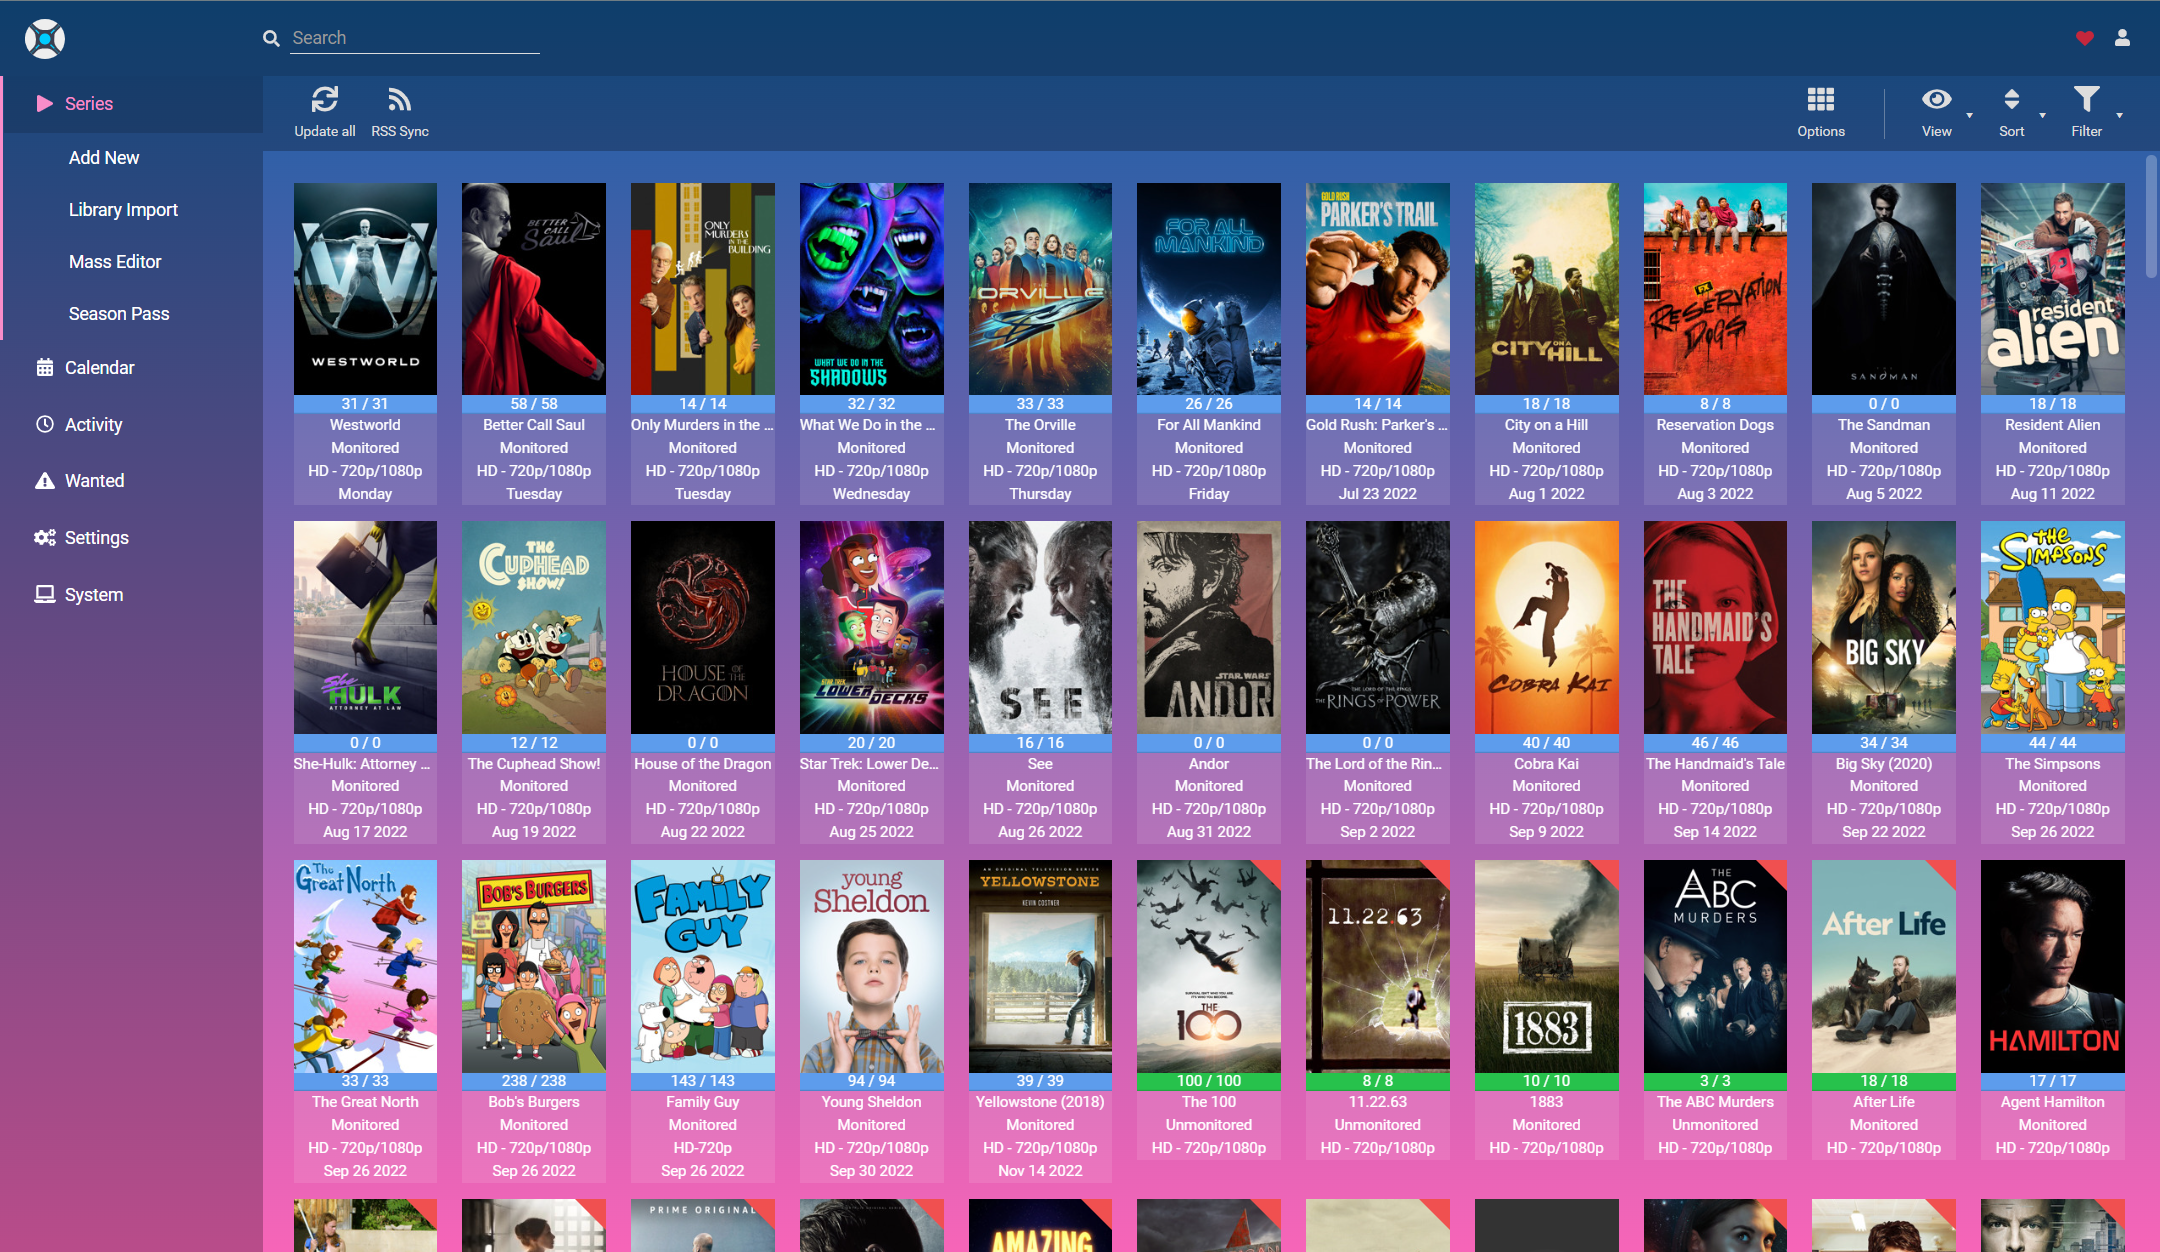 Search
Series
Add New
Library Import
Mass Editor
Season Pass
Calendar
Activity
Wanted
Settings
System
Update all
RSS Sync
Options
View
Sort
Filter
WESTWORLD
31 / 31
Westworld
Monitored
HD - 720p/1080p
Monday
BETTER
CALL
Saul
58 / 58
Better Call Saul
Monitored
HD - 720p/1080p
Tuesday
ONLY
MURDERS
IN THE
BUILDING
14 / 14
Only Murders in the ...
Monitored
HD - 720p/1080p
Tuesday
WHAT WE DO IN THE
SHADOWS
32 / 32
What We Do in the ...
Monitored
HD - 720p/1080p
Wednesday
ORVILLE
33 / 33
The Orville
Monitored
HD - 720p/1080p
Thursday
FOR ALL
MANKIND
26 / 26
For All Mankind
Monitored
HD - 720p/1080p
Friday
GOLD RUSH
PARKER'S TRAIL
14 / 14
Gold Rush: Parker's ...
Monitored
HD - 720p/1080p
Jul 23 2022
CITY ON A
HILL
18 / 18
City on a Hill
Monitored
HD - 720p/1080p
Aug 1 2022
FX
RESERVATION
DOGS
8 / 8
Reservation Dogs
Monitored
HD - 720p/1080p
Aug 3 2022
SANDMAN
0 / 0
The Sandman
Monitored
HD - 720p/1080p
Aug 5 2022
resident
alien
18 / 18
Resident Alien
Monitored
HD - 720p/1080p
Aug 11 2022
She
HULK
ATTORNEY AT LAW
0 / 0
She-Hulk: Attorney ...
Monitored
HD - 720p/1080p
Aug 17 2022
THE
CUPHEAD
SHOW!
12 / 12
The Cuphead Show!
Monitored
HD - 720p/1080p
Aug 19 2022
HOUSE OF THE
DRAGON
0 / 0
House of the Dragon
Monitored
HD - 720p/1080p
Aug 22 2022
STAR TREK
LOWER DECKS
20 / 20
Star Trek: Lower De...
Monitored
HD - 720p/1080p
Aug 25 2022
SEE
16 / 16
See
Monitored
HD - 720p/1080p
Aug 26 2022
STAR WARS
ANDOR
0 / 0
Andor
Monitored
HD - 720p/1080p
Aug 31 2022
THE LORD OF THE RINGS
THE RINGS OF POWER
0 / 0
The Lord of the Rin...
Monitored
HD - 720p/1080p
Sep 2 2022
COBRA KAI
40 / 40
Cobra Kai
Monitored
HD - 720p/1080p
Sep 9 2022
THE
HANDMAID'S
TALE
46 / 46
The Handmaid's Tale
Monitored
HD - 720p/1080p
Sep 14 2022
BIG SKY
34 / 34
Big Sky (2020)
Monitored
HD - 720p/1080p
Sep 22 2022
THE
SIMPSONS
44 / 44
The Simpsons
Monitored
HD - 720p/1080p
Sep 26 2022
The
Great North
33 / 33
The Great North
Monitored
HD - 720p/1080p
Sep 26 2022
BOB'S BURGERS
238 / 238
Bob's Burgers
Monitored
HD - 720p/1080p
Sep 26 2022
FAMILY
GUY
143 / 143
Family Guy
Monitored
HD-720p
Sep 26 2022
young
Sheldon
94 / 94
Young Sheldon
Monitored
HD - 720p/1080p
Sep 30 2022
AN ORIGINAL TELEVISION SERIES
YELLOWSTONE
KEVIN COSTNER
39 / 39
Yellowstone (2018)
Monitored
HD - 720p/1080p
Nov 14 2022
SURVIVAL ISN'T WHO YOU ARE.
IT'S WHO YOU BECOME.
THE
100
100 / 100
The 100
Unmonitored
HD - 720p/1080p
11.22.63
8 / 8
11.22.63
Unmonitored
HD - 720p/1080p
1883
10 / 10
1883
Monitored
HD - 720p/1080p
THE
ABC
MURDERS
3 / 3
The ABC Murders
Unmonitored
HD - 720p/1080p
After Life
18 / 18
After Life
Monitored
HD - 720p/1080p
HAMILTON
17 / 17
Agent Hamilton
Monitored
HD - 720p/1080p
PRIME ORIGINAL
AMAZING